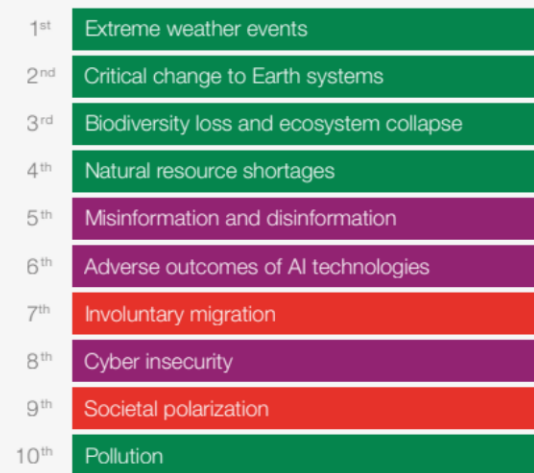 1st Extreme weather events
2nd Critical change to Earth systems
3rd Biodiversity loss and ecosystem collapse
4th Natural resource shortages
5th Misinformation and disinformation
6th Adverse outcomes of AI technologies
7th Involuntary migration
8th Cyber insecurity
9th Societal polarization
10th Pollution